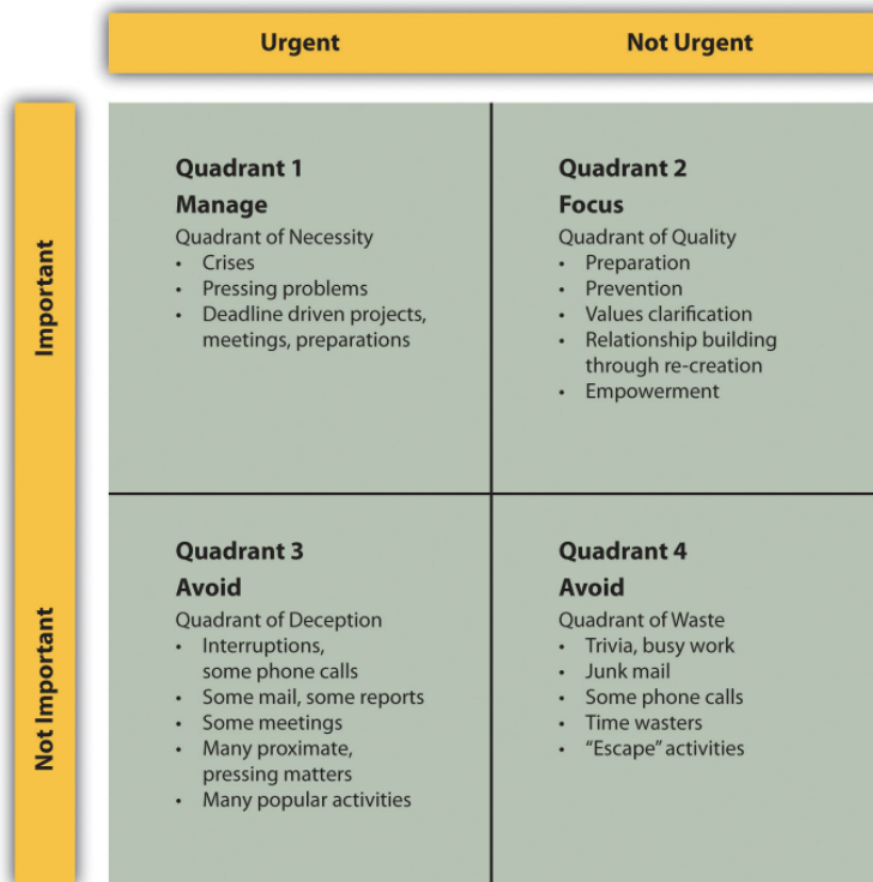 Urgent
Not Urgent
Important
Quadrant 1
Manage
Quadrant of Necessity
• Crises
• Pressing problems
• Deadline driven projects,
meetings, preparations
Quadrant 2
Focus
Quadrant of Quality
• Preparation
• Prevention
• Values clarification
• Relationship building
through re-creation
• Empowerment
Not Important
Quadrant 3
Avoid
Quadrant of Deception
• Interruptions,
some phone calls
• Some mail, some reports
• Some meetings
• Many proximate,
pressing matters
• Many popular activities
Quadrant 4
Avoid
Quadrant of Waste
• Trivia, busy work
• Junk mail
• Some phone calls
• Time wasters
• “Escape” activities